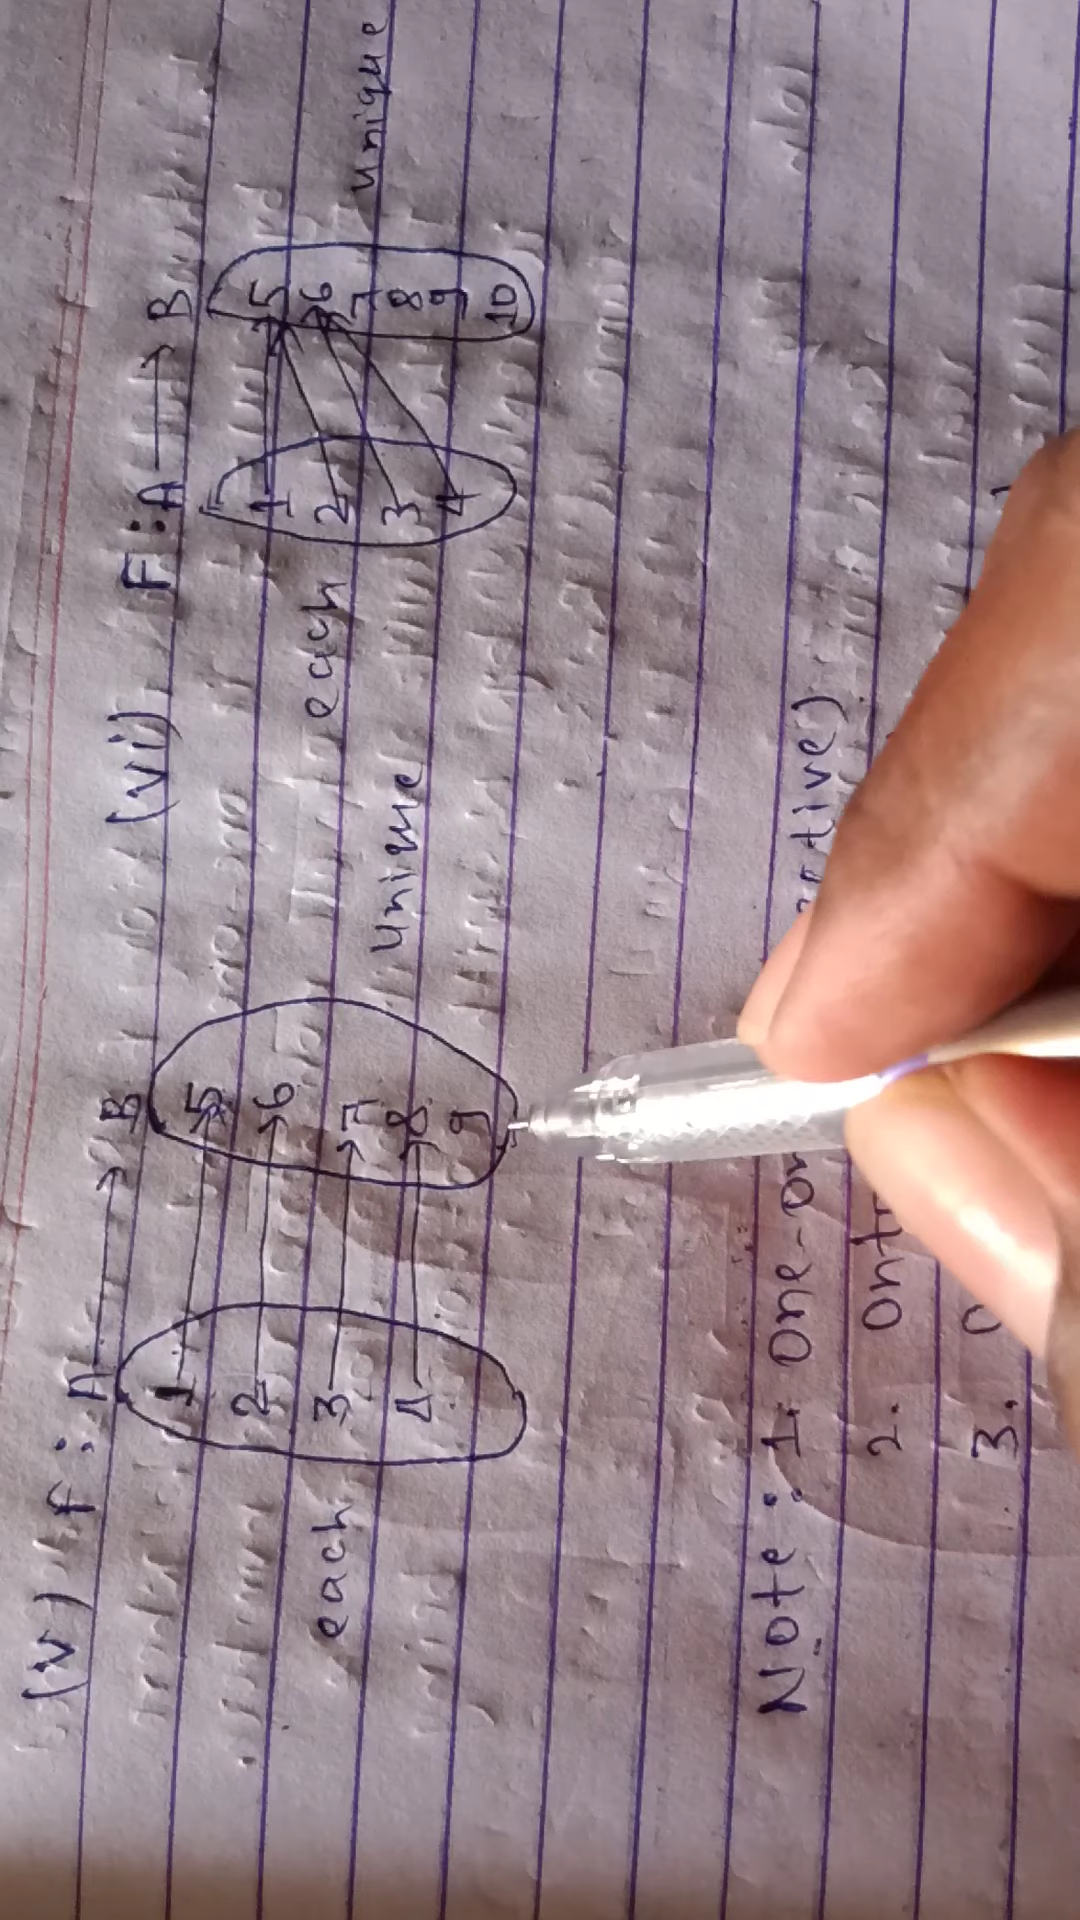 (v) f : A → B (vi) F : A → B
1 5 1 5
2 6 2 6
3 7 3 7
4 8 4 8
9 9
10
each unique each unique
Note : 1. one-on
2. Ont
3.